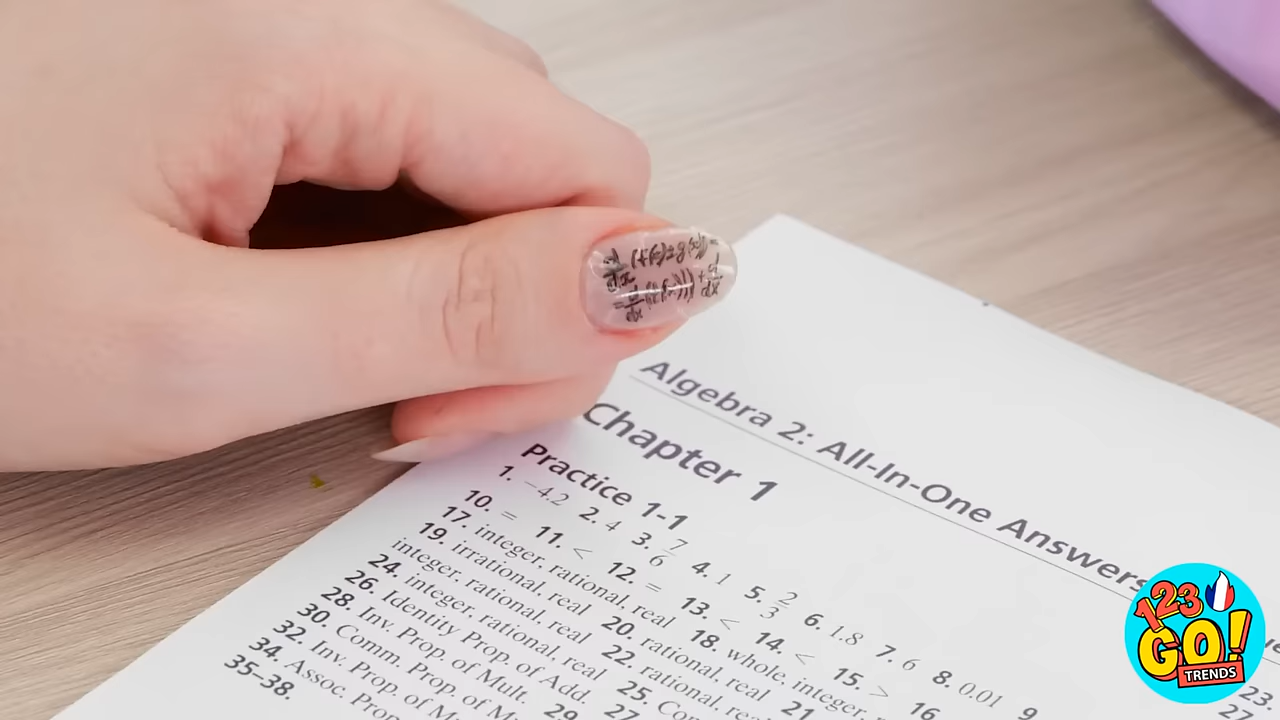 Algebra 2: All-In-One Answers
Chapter 1
Practice 1-1
1. −4.2 2. 4 3. 7/6 4. 1 5. 2/3 6. 1.8 7. 6 8. 0.01 9
10. = 11. < 12. = 13. < 14. < 15. > 16
17. integer, rational, real 18. whole, integer,
19. irrational, real 20. rational, real 21
integer, rational, real 22. rational,
24. integer, rational, real 25.
26. Identity Prop. of Add. 27
28. Inv. Prop. of Mult. 29
30. Comm. Prop. of
32. Inv. Prop. of
34. Assoc. Prop
35–38.
23.
27
123
GO!
TRENDS